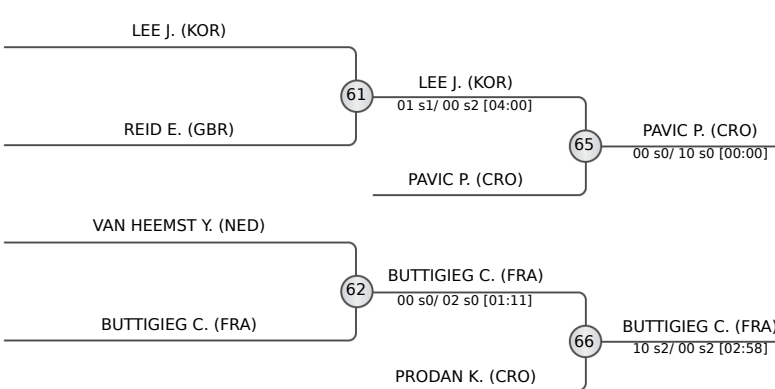 LEE J. (KOR)
REID E. (GBR)
61
LEE J. (KOR)
01 s1/ 00 s2 [04:00]
PAVIC P. (CRO)
65
PAVIC P. (CRO)
00 s0/ 10 s0 [00:00]
VAN HEEMST Y. (NED)
BUTTIGIEG C. (FRA)
62
BUTTIGIEG C. (FRA)
00 s0/ 02 s0 [01:11]
PRODAN K. (CRO)
66
BUTTIGIEG C. (FRA)
10 s2/ 00 s2 [02:58]